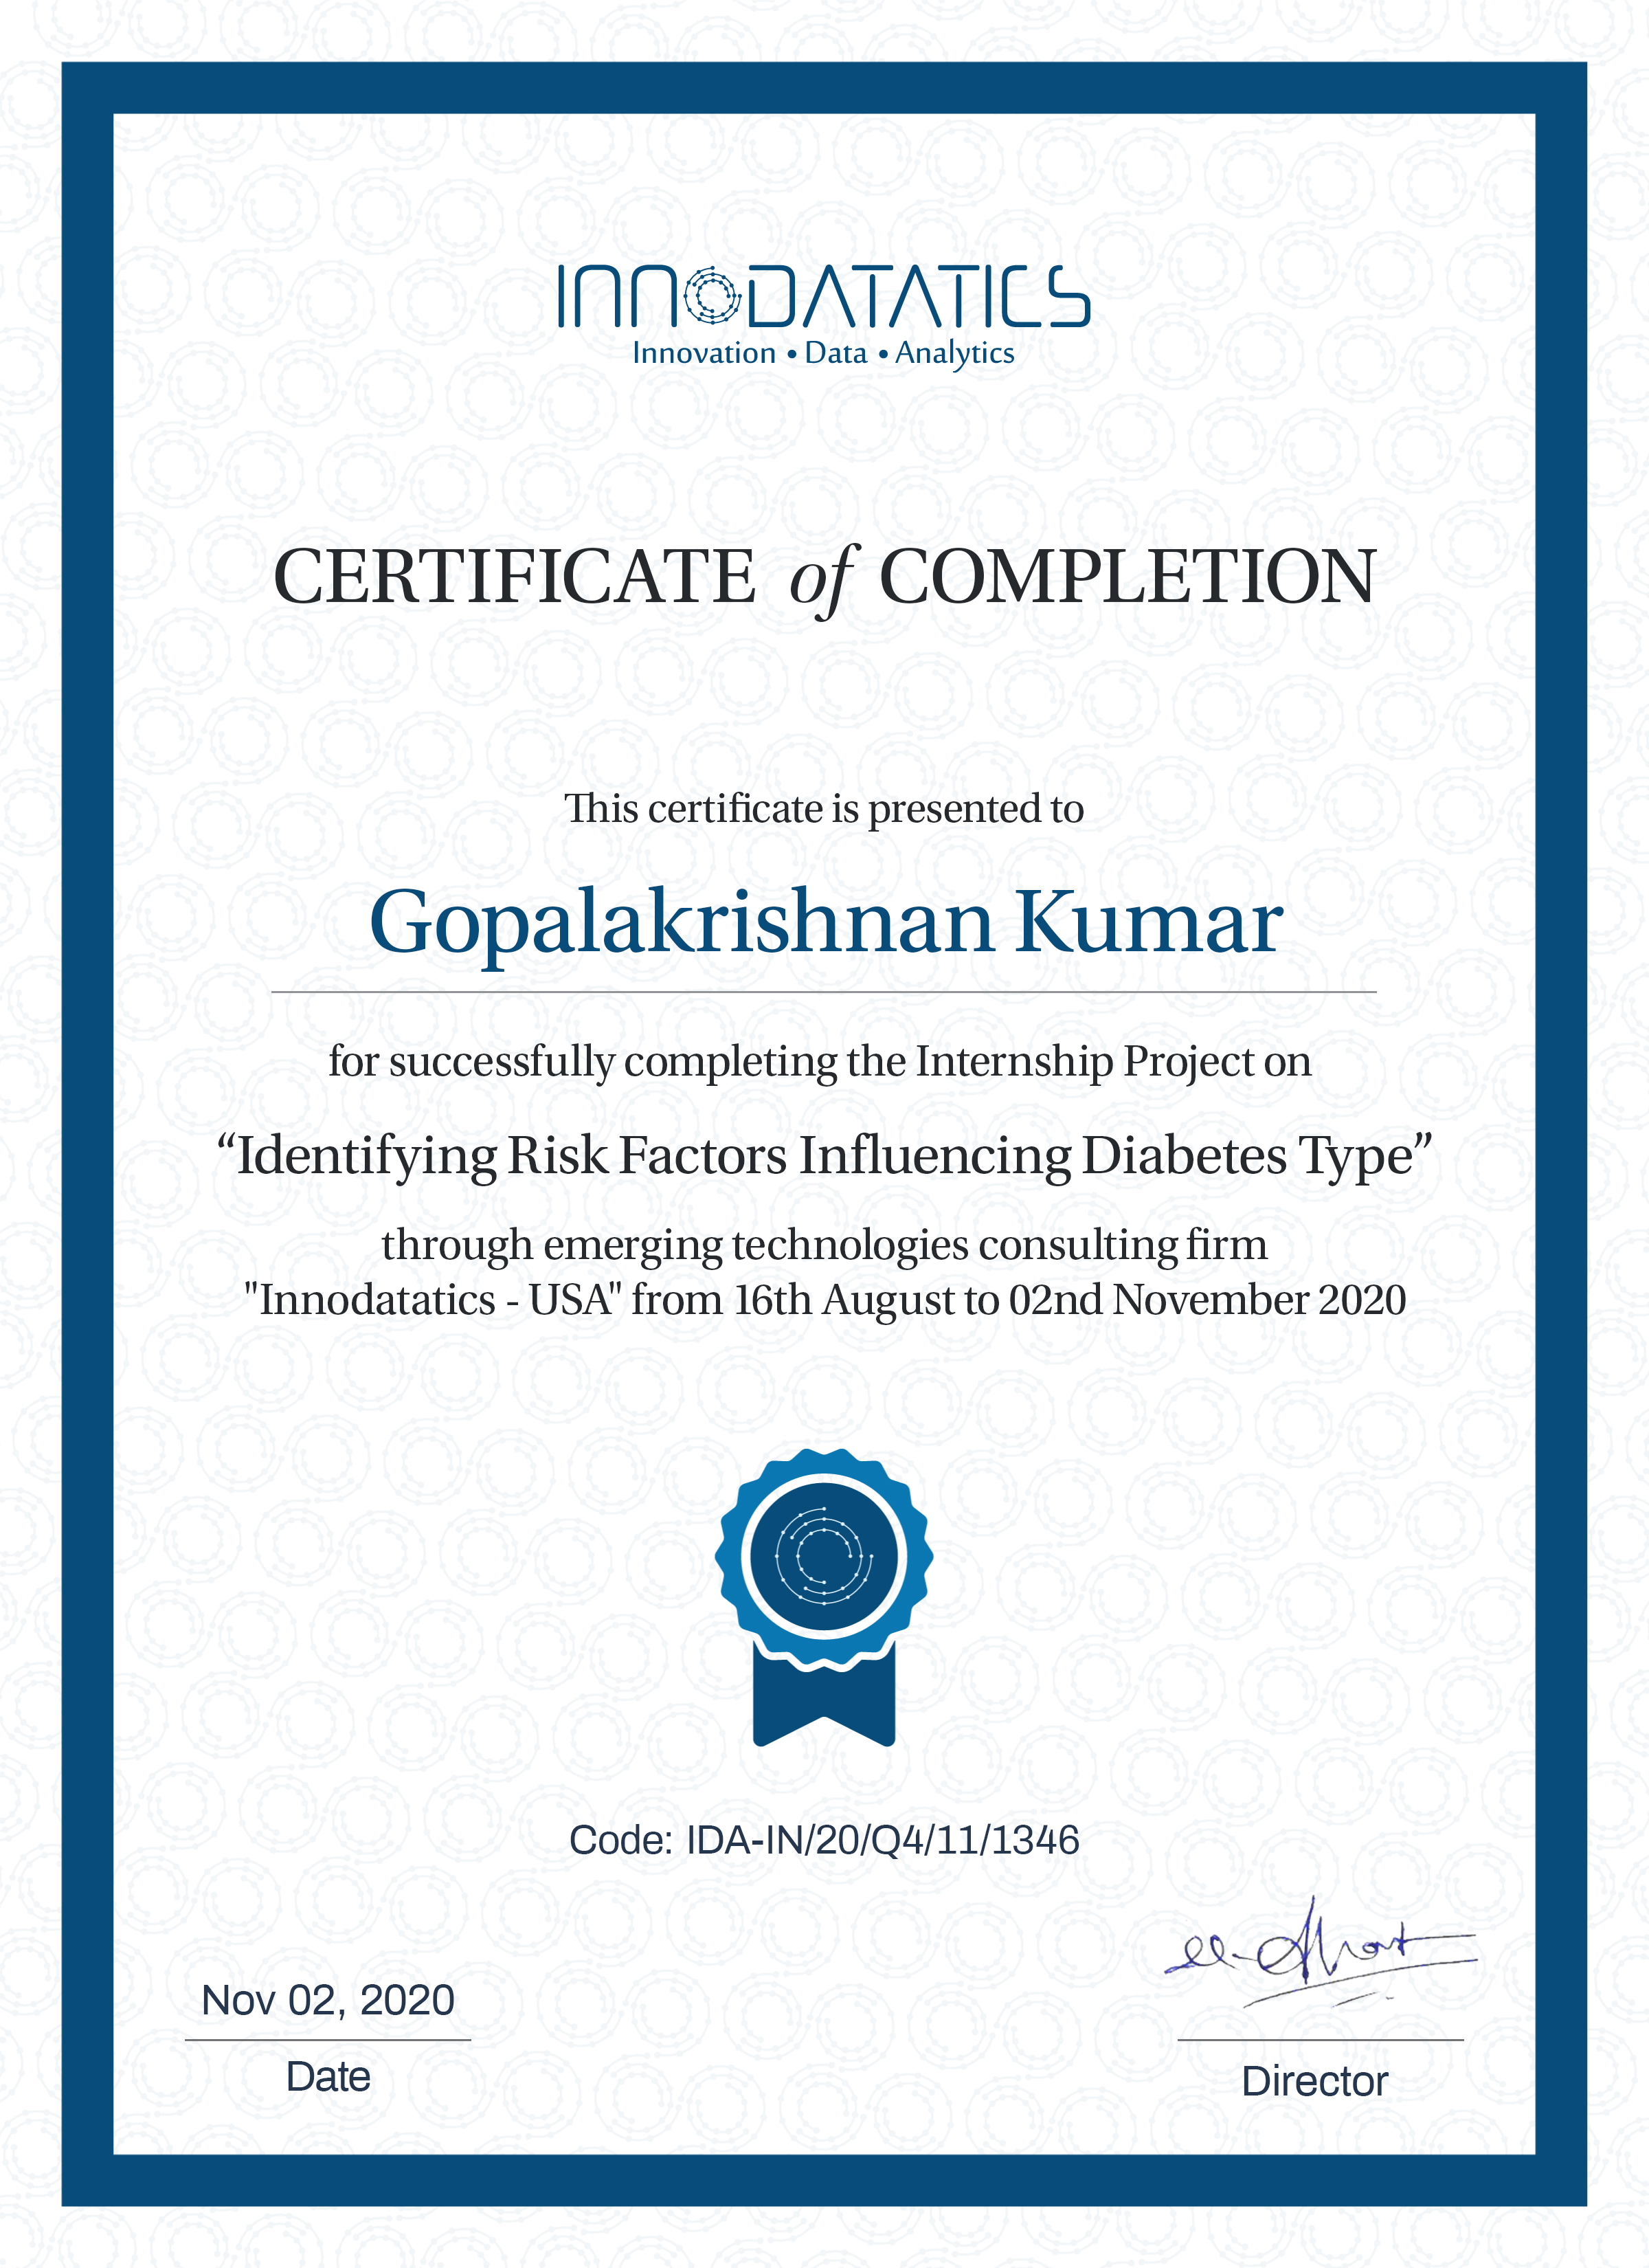 INNODATATICS
Innovation • Data • Analytics
CERTIFICATE of COMPLETION
This certificate is presented to
Gopalakrishnan Kumar
for successfully completing the Internship Project on
“Identifying Risk Factors Influencing Diabetes Type”
through emerging technologies consulting firm
"Innodatatics - USA" from 16th August to 02nd November 2020
Code: IDA-IN/20/Q4/11/1346
Nov 02, 2020
Date
Director